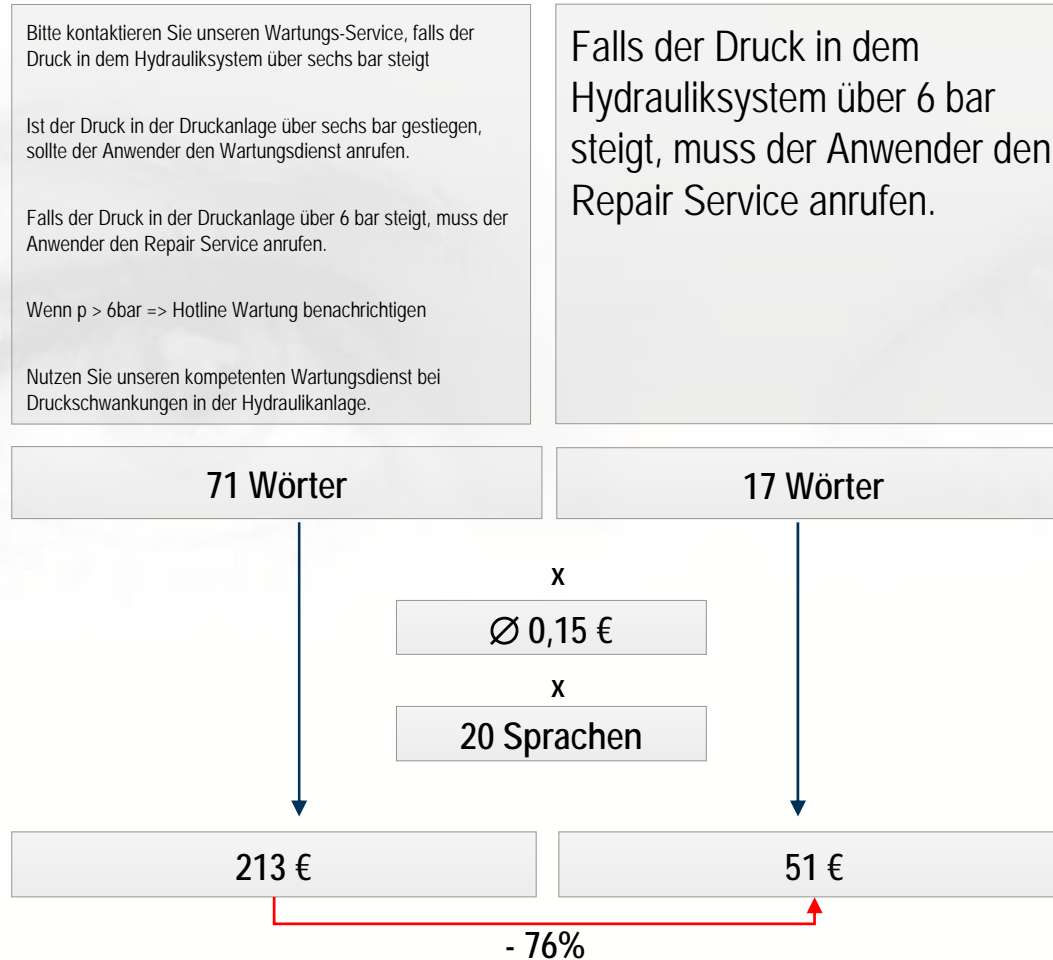 Bitte kontaktieren Sie unseren Wartungs-Service, falls der
Druck in dem Hydrauliksystem über sechs bar steigt
Ist der Druck in der Druckanlage über sechs bar gestiegen,
sollte der Anwender den Wartungsdienst anrufen.
Falls der Druck in der Druckanlage über 6 bar steigt, muss der
Anwender den Repair Service anrufen.
Wenn p > 6bar => Hotline Wartung benachrichtigen
Nutzen Sie unseren kompetenten Wartungsdienst bei
Druckschwankungen in der Hydraulikanlage.
Falls der Druck in dem
Hydrauliksystem über 6 bar
steigt, muss der Anwender den
Repair Service anrufen.
71 Wörter
17 Wörter
x
∅ 0,15 €
x
20 Sprachen
213 €
51 €
- 76%